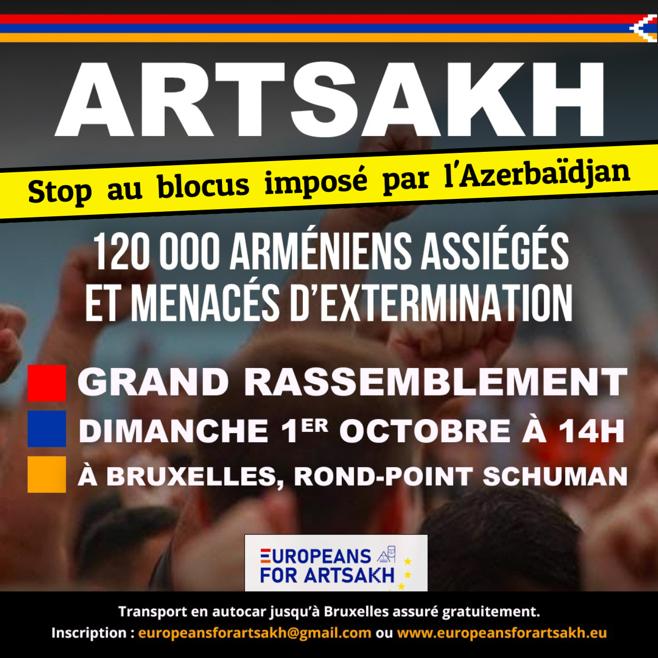 ARTSAKH
Stop au blocus imposé par l'Azerbaïdjan
120 000 ARMÉNIENS ASSIÉGÉS
ET MENACÉS D'EXTERMINATION
GRAND RASSEMBLEMENT
DIMANCHE 1ER OCTOBRE À 14H
À BRUXELLES, ROND-POINT SCHUMAN
EUROPEANS
FOR ARTSAKH
Transport en autocar jusqu'à Bruxelles assuré gratuitement.
Inscription : europeansforartsakh@gmail.com ou www.europeansforartsakh.eu